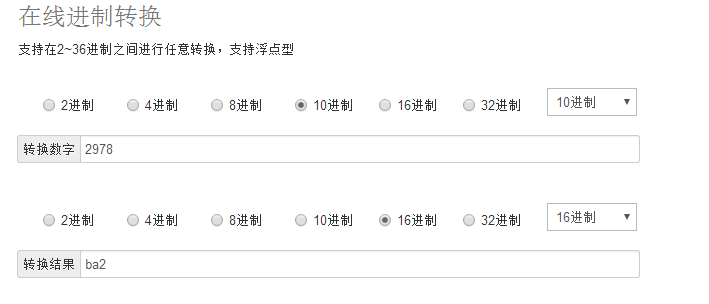 在线进制转换
支持在2~36进制之间进行任意转换，支持浮点型
2进制 4进制 8进制 10进制 16进制 32进制 10进制
转换数字 2978
2进制 4进制 8进制 10进制 16进制 32进制 16进制
转换结果 ba2